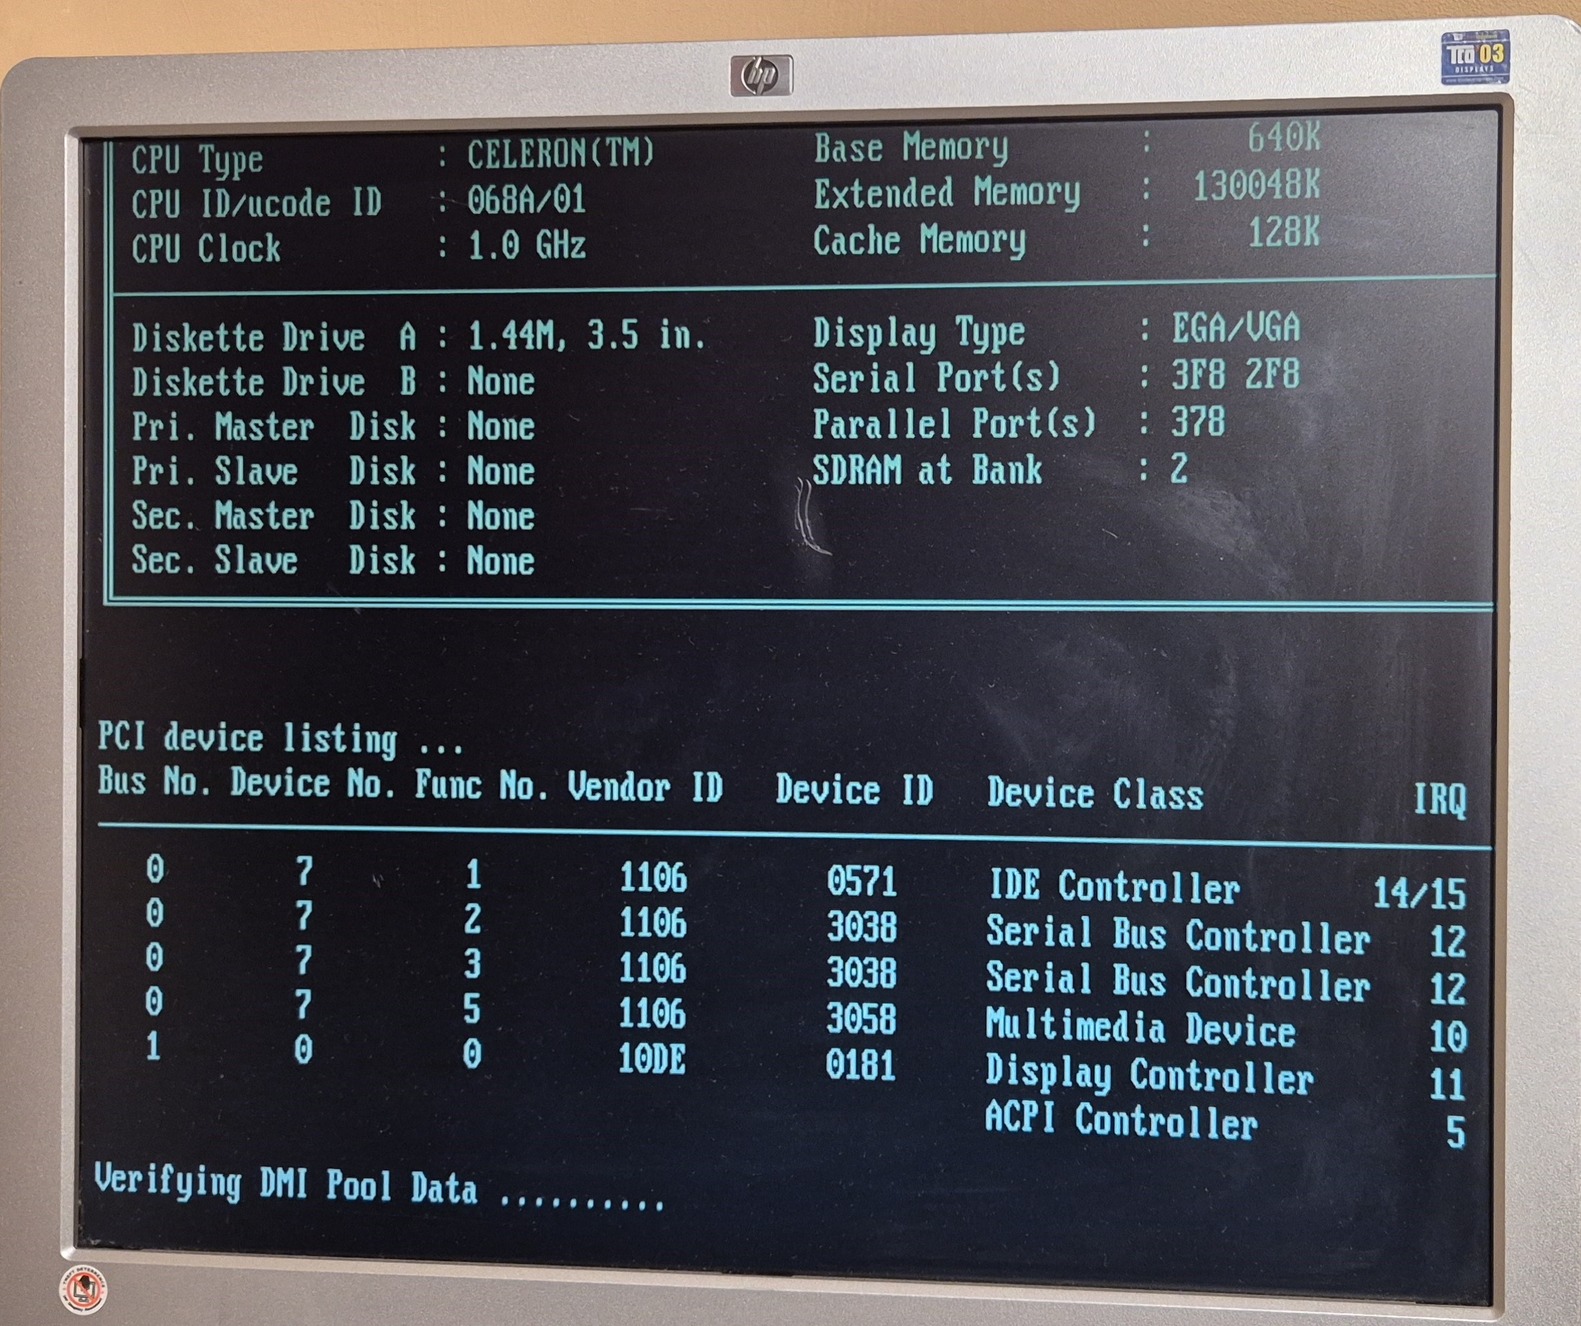 hp
TCO 03
DISPLAYS
CPU Type : CELERON(TM) Base Memory : 640K
CPU ID/ucode ID : 068A/01 Extended Memory : 130048K
CPU Clock : 1.0 GHz Cache Memory : 128K
Diskette Drive A : 1.44M, 3.5 in. Display Type : EGA/VGA
Diskette Drive B : None Serial Port(s) : 3F8 2F8
Pri. Master Disk : None Parallel Port(s) : 378
Pri. Slave Disk : None SDRAM at Bank : 2
Sec. Master Disk : None
Sec. Slave Disk : None
PCI device listing ...
Bus No. Device No. Func No. Vendor ID Device ID Device Class IRQ
0 7 1 1106 0571 IDE Controller 14/15
0 7 2 1106 3038 Serial Bus Controller 12
0 7 3 1106 3038 Serial Bus Controller 12
0 7 5 1106 3058 Multimedia Device 10
1 0 0 10DE 0181 Display Controller 11
ACPI Controller 5
Verifying DMI Pool Data ..........